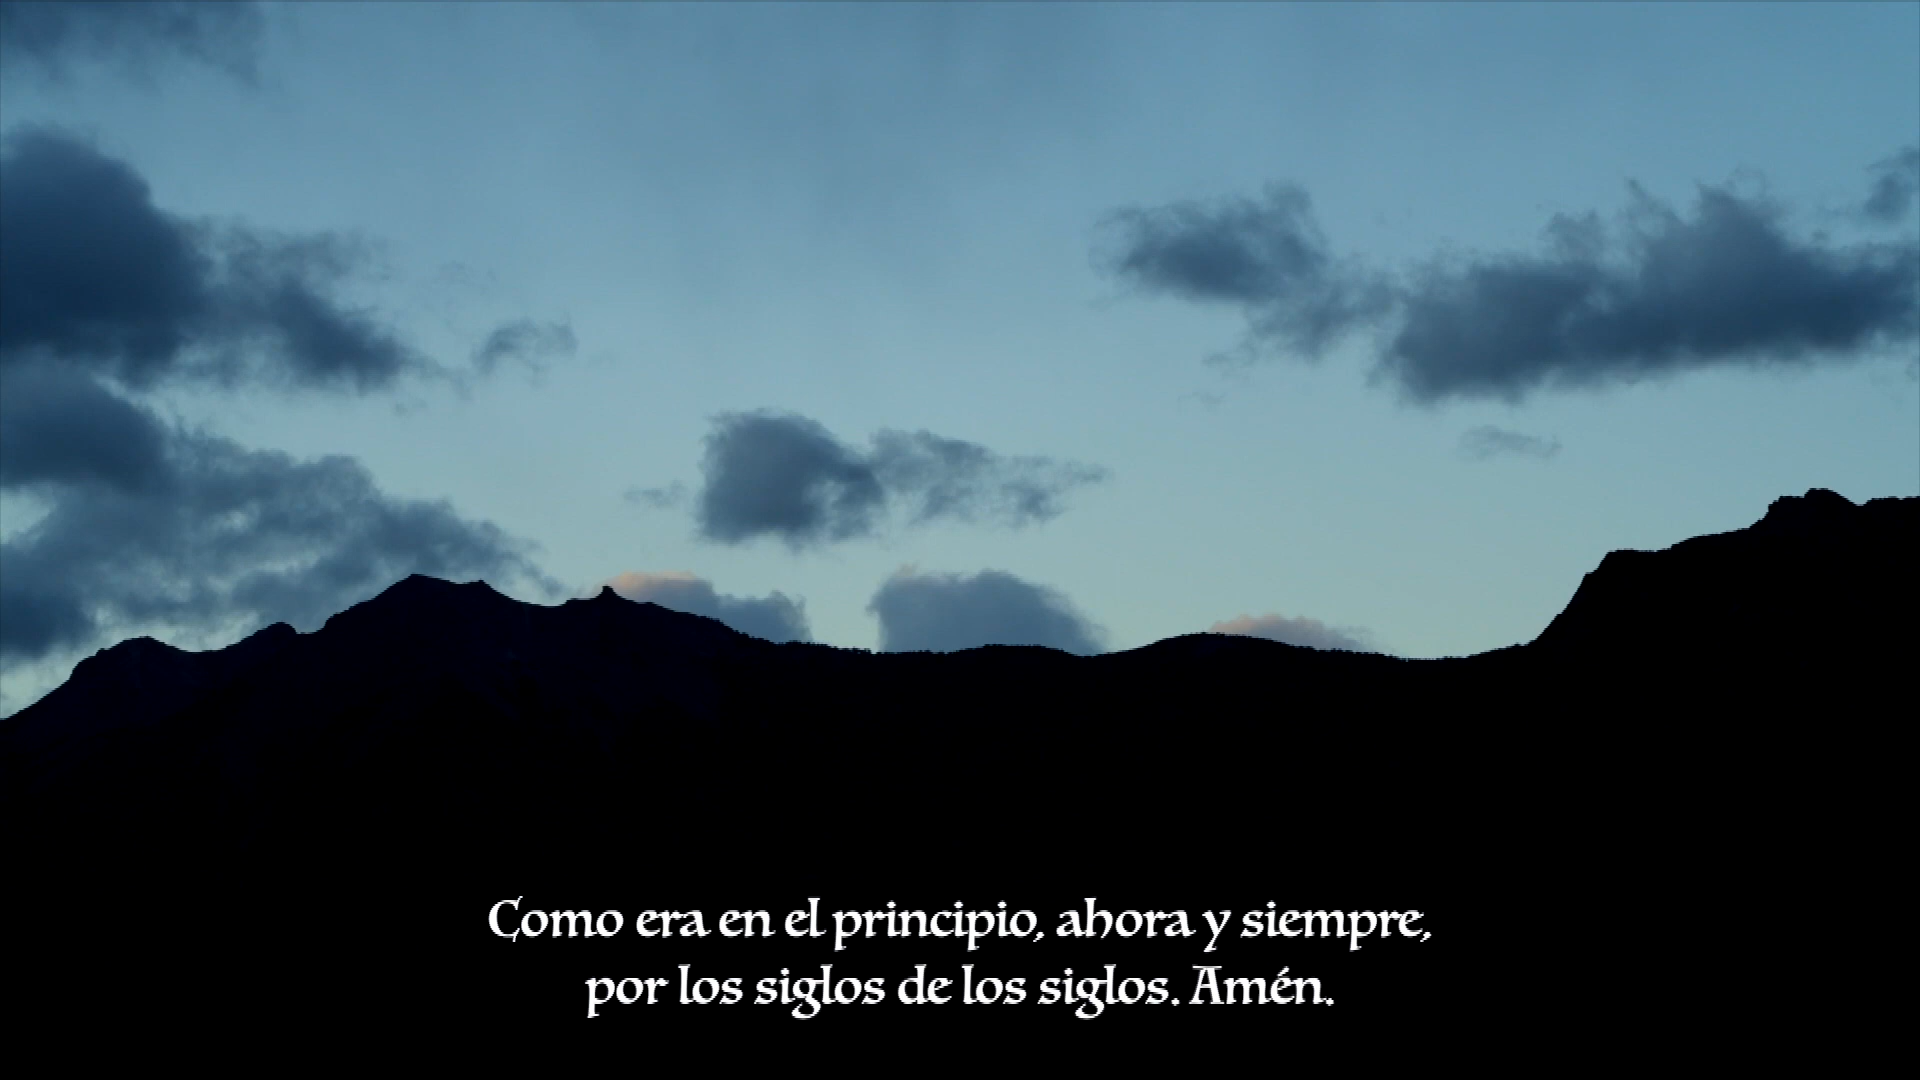 Como era en el principio, ahora y siempre,
por los siglos de los siglos. Amén.